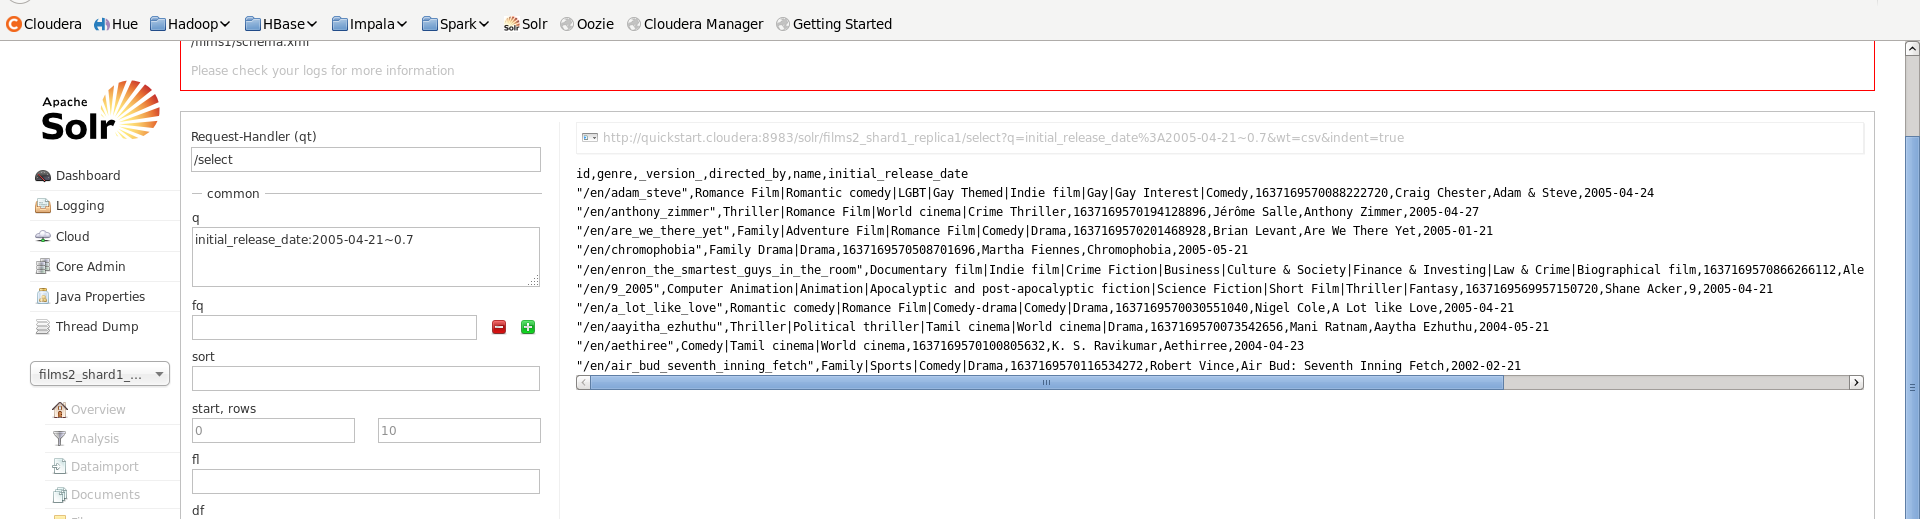 Cloudera Hue Hadoop HBase Impala Spark Solr Oozie Cloudera Manager Getting Started
/films1/schema.xml
Please check your logs for more information
Apache
Solr
Dashboard
Logging
Cloud
Core Admin
Java Properties
Thread Dump
films2_shard1_...
Overview
Analysis
Dataimport
Documents
Request-Handler (qt)
/select
common
q
initial_release_date:2005-04-21~0.7
fq
sort
start, rows
0 10
fl
df
http://quickstart.cloudera:8983/solr/films2_shard1_replica1/select?q=initial_release_date%3A2005-04-21~0.7&wt=csv&indent=true
id,genre,_version_,directed_by,name,initial_release_date
"/en/adam_steve",Romance Film|Romantic comedy|LGBT|Gay Themed|Indie film|Gay|Gay Interest|Comedy,1637169570088222720,Craig Chester,Adam & Steve,2005-04-24
"/en/anthony_zimmer",Thriller|Romance Film|World cinema|Crime Thriller,1637169570194128896,Jérôme Salle,Anthony Zimmer,2005-04-27
"/en/are_we_there_yet",Family|Adventure Film|Romance Film|Comedy|Drama,1637169570201468928,Brian Levant,Are We There Yet,2005-01-21
"/en/chromophobia",Family Drama|Drama,1637169570508701696,Martha Fiennes,Chromophobia,2005-05-21
"/en/enron_the_smartest_guys_in_the_room",Documentary film|Indie film|Crime Fiction|Business|Culture & Society|Finance & Investing|Law & Crime|Biographical film,1637169570866266112,Ale
"/en/9_2005",Computer Animation|Animation|Apocalyptic and post-apocalyptic fiction|Science Fiction|Short Film|Thriller|Fantasy,1637169569957150720,Shane Acker,9,2005-04-21
"/en/a_lot_like_love",Romantic comedy|Romance Film|Comedy-drama|Comedy|Drama,1637169570030551040,Nigel Cole,A Lot like Love,2005-04-21
"/en/aayitha_ezhuthu",Thriller|Political thriller|Tamil cinema|World cinema|Drama,1637169570073542656,Mani Ratnam,Aaytha Ezhuthu,2004-05-21
"/en/aethiree",Comedy|Tamil cinema|World cinema,1637169570100805632,K. S. Ravikumar,Aethirree,2004-04-23
"/en/air_bud_seventh_inning_fetch",Family|Sports|Comedy|Drama,1637169570116534272,Robert Vince,Air Bud: Seventh Inning Fetch,2002-02-21